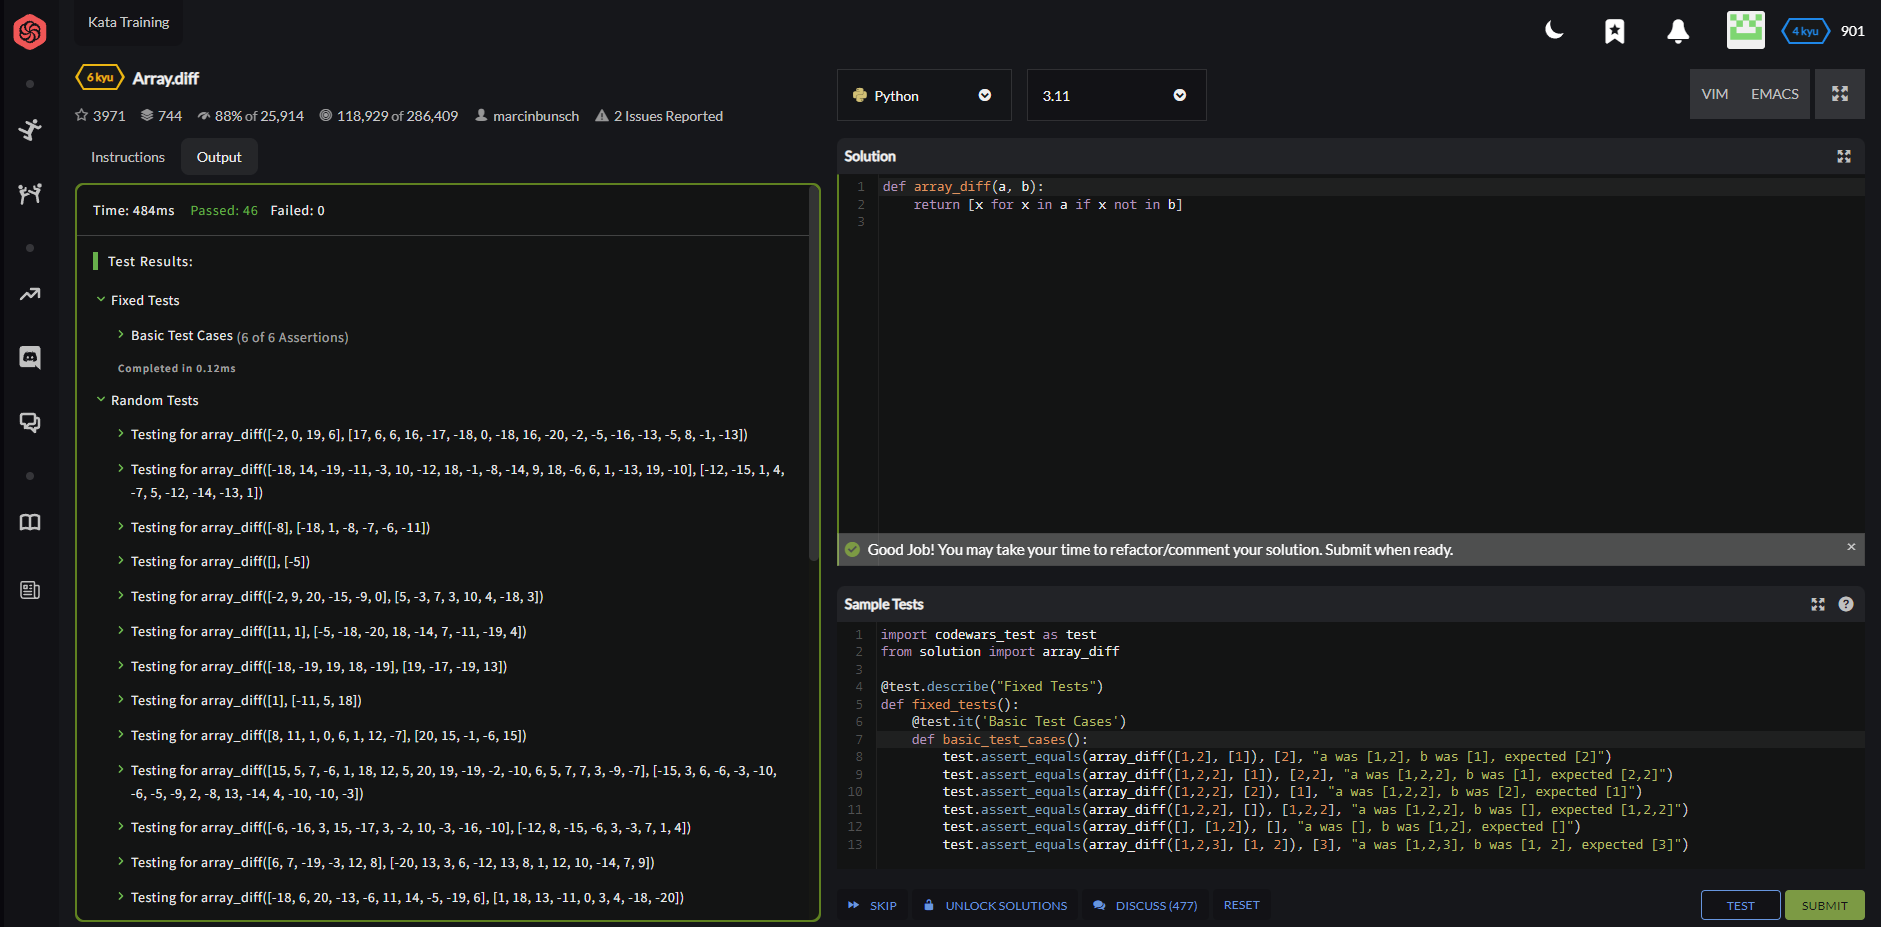 Kata Training
4 kyu 901
6 kyu Array.diff
3971 744 88% of 25,914 118,929 of 286,409 marcinbunsch 2 Issues Reported
Instructions Output
Time: 484ms Passed: 46 Failed: 0
Test Results:
Fixed Tests
Basic Test Cases (6 of 6 Assertions)
Completed in 0.12ms
Random Tests
Testing for array_diff([-2, 0, 19, 6], [17, 6, 6, 16, -17, -18, 0, -18, 16, -20, -2, -5, -16, -13, -5, 8, -1, -13])
Testing for array_diff([-18, 14, -19, -11, -3, 10, -12, 18, -1, -8, -14, 9, 18, -6, 6, 1, -13, 19, -10], [-12, -15, 1, 4,
-7, 5, -12, -14, -13, 1])
Testing for array_diff([-8], [-18, 1, -8, -7, -6, -11])
Testing for array_diff([], [-5])
Testing for array_diff([-2, 9, 20, -15, -9, 0], [5, -3, 7, 3, 10, 4, -18, 3])
Testing for array_diff([11, 1], [-5, -18, -20, 18, -14, 7, -11, -19, 4])
Testing for array_diff([-18, -19, 19, 18, -19], [19, -17, -19, 13])
Testing for array_diff([1], [-11, 5, 18])
Testing for array_diff([8, 11, 1, 0, 6, 1, 12, -7], [20, 15, -1, -6, 15])
Testing for array_diff([15, 5, 7, -6, 1, 18, 12, 5, 20, 19, -19, -2, -10, 6, 5, 7, 7, 3, -9, -7], [-15, 3, 6, -6, -3, -10,
-6, -5, -9, 2, -8, 13, -14, 4, -10, -10, -3])
Testing for array_diff([-6, -16, 3, 15, -17, 3, -2, 10, -3, -16, -10], [-12, 8, -15, -6, 3, -3, 7, 1, 4])
Testing for array_diff([6, 7, -19, -3, 12, 8], [-20, 13, 3, 6, -12, 13, 8, 1, 12, 10, -14, 7, 9])
Testing for array_diff([-18, 6, 20, -13, -6, 11, 14, -5, -19, 6], [1, 18, 13, -11, 0, 3, 4, -18, -20])
Python 3.11 VIM EMACS
Solution
1 def array_diff(a, b):
2     return [x for x in a if x not in b]
3
Good Job! You may take your time to refactor/comment your solution. Submit when ready. ×
Sample Tests ?
1 import codewars_test as test
2 from solution import array_diff
3
4 @test.describe("Fixed Tests")
5 def fixed_tests():
6     @test.it('Basic Test Cases')
7     def basic_test_cases():
8         test.assert_equals(array_diff([1,2], [1]), [2], "a was [1,2], b was [1], expected [2]")
9         test.assert_equals(array_diff([1,2,2], [1]), [2,2], "a was [1,2,2], b was [1], expected [2,2]")
10         test.assert_equals(array_diff([1,2,2], [2]), [1], "a was [1,2,2], b was [2], expected [1]")
11         test.assert_equals(array_diff([1,2,2], []), [1,2,2], "a was [1,2,2], b was [], expected [1,2,2]")
12         test.assert_equals(array_diff([], [1,2]), [], "a was [], b was [1,2], expected []")
13         test.assert_equals(array_diff([1,2,3], [1, 2]), [3], "a was [1,2,3], b was [1, 2], expected [3]")
SKIP UNLOCK SOLUTIONS DISCUSS (477) RESET TEST SUBMIT